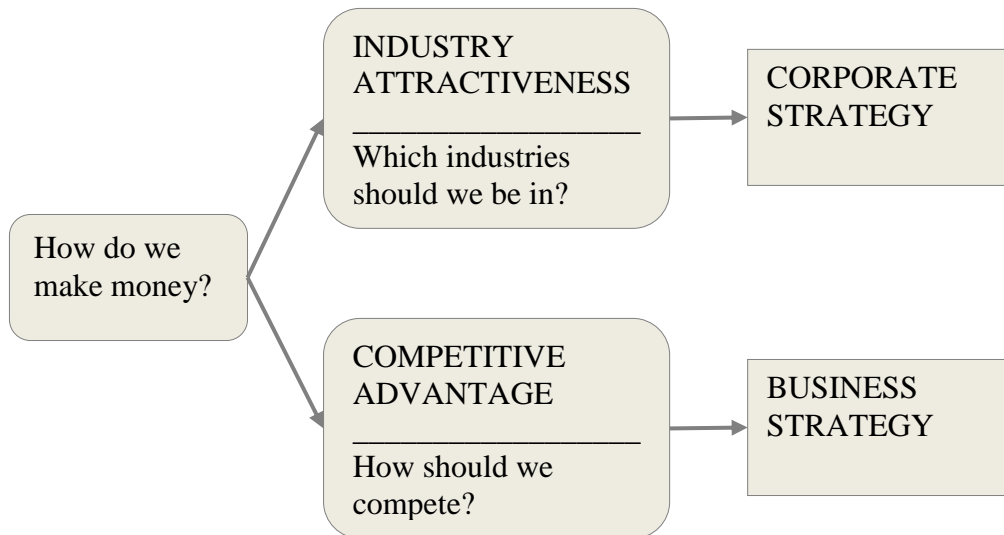 How do we
make money?
INDUSTRY
ATTRACTIVENESS
Which industries
should we be in?
CORPORATE
STRATEGY
COMPETITIVE
ADVANTAGE
How should we
compete?
BUSINESS
STRATEGY